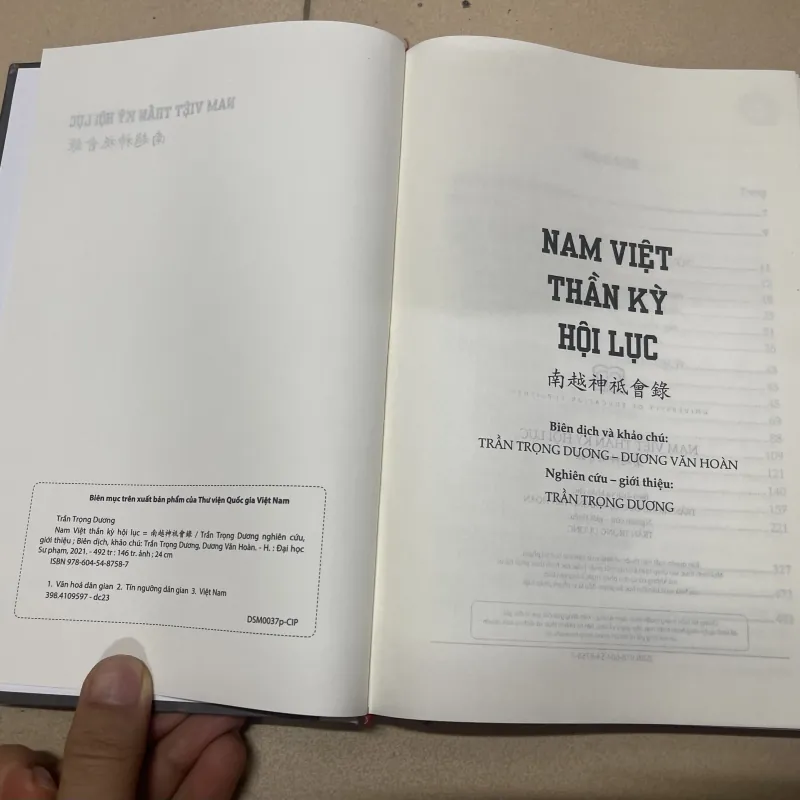 Biên mục trên xuất bản phẩm của Thư viện Quốc gia Việt Nam
Trần Trọng Dương
Nam Việt thần kỳ hội lục = 南越神祇會錄 / Trần Trọng Dương nghiên cứu,
giới thiệu ; Biên dịch, khảo chú: Trần Trọng Dương, Dương Văn Hoàn. - H. : Đại học
Sư phạm, 2021. - 492 tr : 146 tr. ảnh ; 24 cm
ISBN 978-604-54-8758-7
1. Văn hoá dân gian 2. Tín ngưỡng dân gian 3. Việt Nam
398.4109597 - dc23
DSM0037p-CIP
NAM VIỆT
THẦN KỲ
HỘI LỤC
南越神祗會錄
Biên dịch và khảo chú:
TRẦN TRỌNG DƯƠNG – DƯƠNG VĂN HOÀN
Nghiên cứu – giới thiệu:
TRẦN TRỌNG DƯƠNG